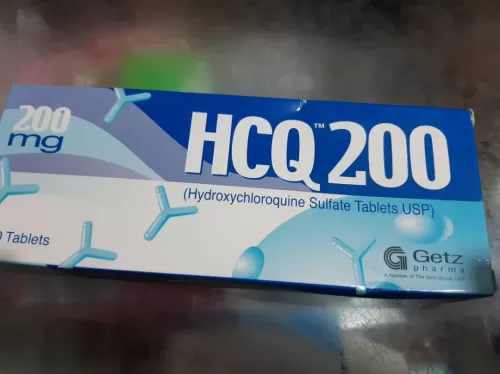 200
mg
HCQ™ 200
(Hydroxychloroquine Sulfate Tablets USP)
Tablets
Getz
pharma